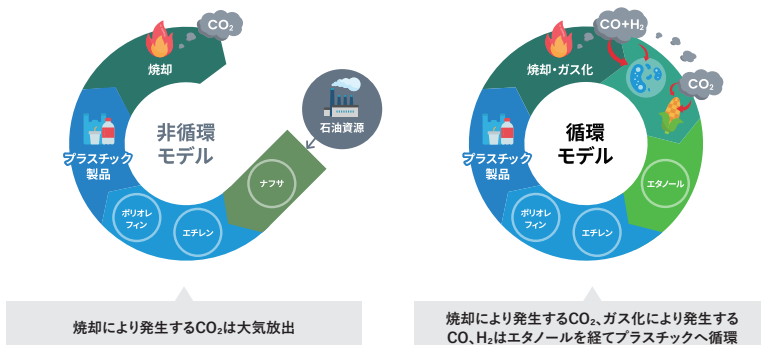 CO₂
焼却
石油資源
非循環
モデル
プラスチック
製品
ナフサ
ポリオレ
フィン
エチレン
焼却により発生するCO₂は大気放出
CO+H₂
焼却・ガス化
CO₂
循環
モデル
プラスチック
製品
エタノール
ポリオレ
フィン
エチレン
焼却により発生するCO₂、ガス化により発生する
CO、H₂はエタノールを経てプラスチックへ循環